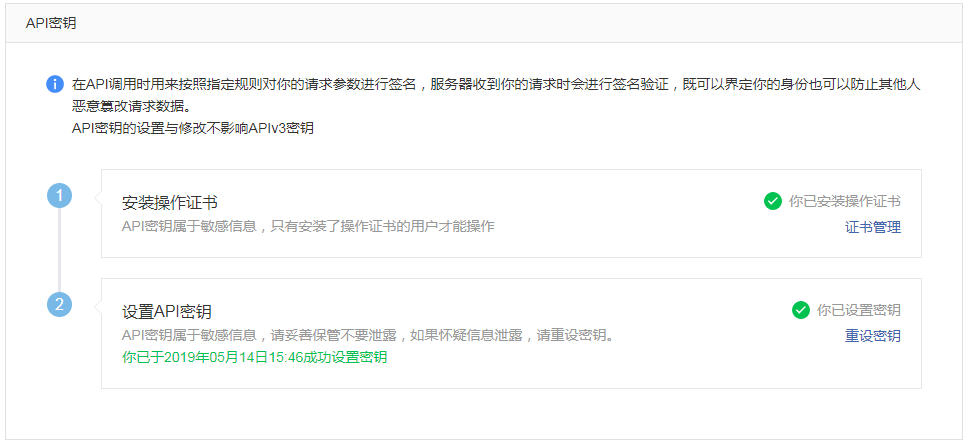 API密钥
在API调用时用来按照指定规则对你的请求参数进行签名，服务器收到你的请求时会进行签名验证，既可以界定你的身份也可以防止其他人
恶意篡改请求数据。
API密钥的设置与修改不影响APIv3密钥
1
安装操作证书
你已安装操作证书
API密钥属于敏感信息，只有安装了操作证书的用户才能操作
证书管理
2
设置API密钥
你已设置密钥
API密钥属于敏感信息，请妥善保管不要泄露，如果怀疑信息泄露，请重设密钥。
重设密钥
你已于2019年05月14日15:46成功设置密钥